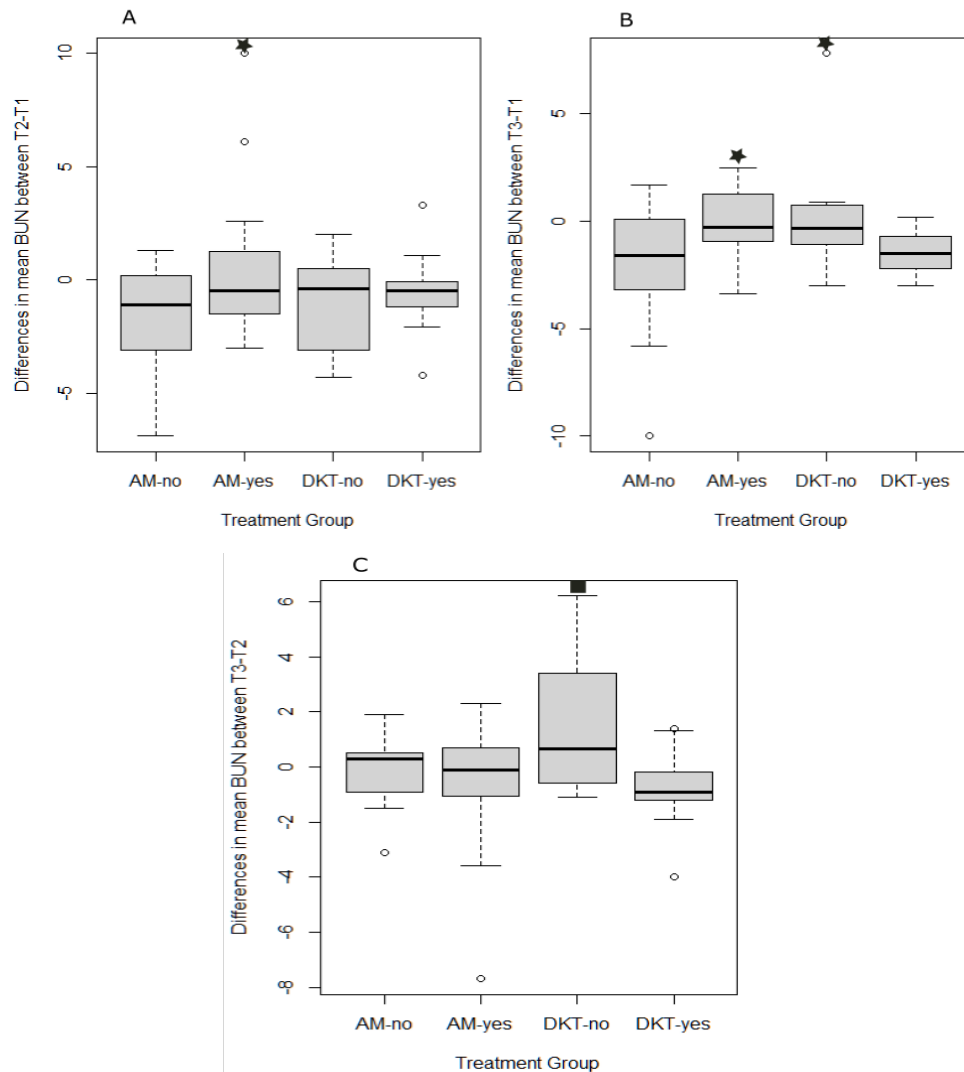 A
Differences in mean BUN between T2-T1
10
5
0
-5
AM-no AM-yes DKT-no DKT-yes
Treatment Group
B
Differences in mean BUN between T3-T1
5
0
-5
-10
AM-no AM-yes DKT-no DKT-yes
Treatment Group
C
Differences in mean BUN between T3-T2
6
4
2
0
-2
-4
-6
-8
AM-no AM-yes DKT-no DKT-yes
Treatment Group